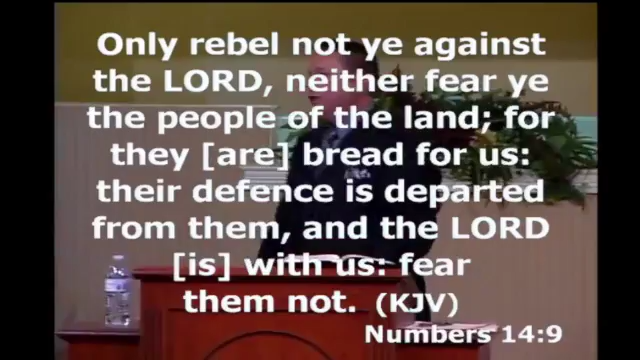 Only rebel not ye against
the LORD, neither fear ye
the people of the land; for
they [are] bread for us:
their defence is departed
from them, and the LORD
[is] with us: fear
them not. (KJV)
Numbers 14:9